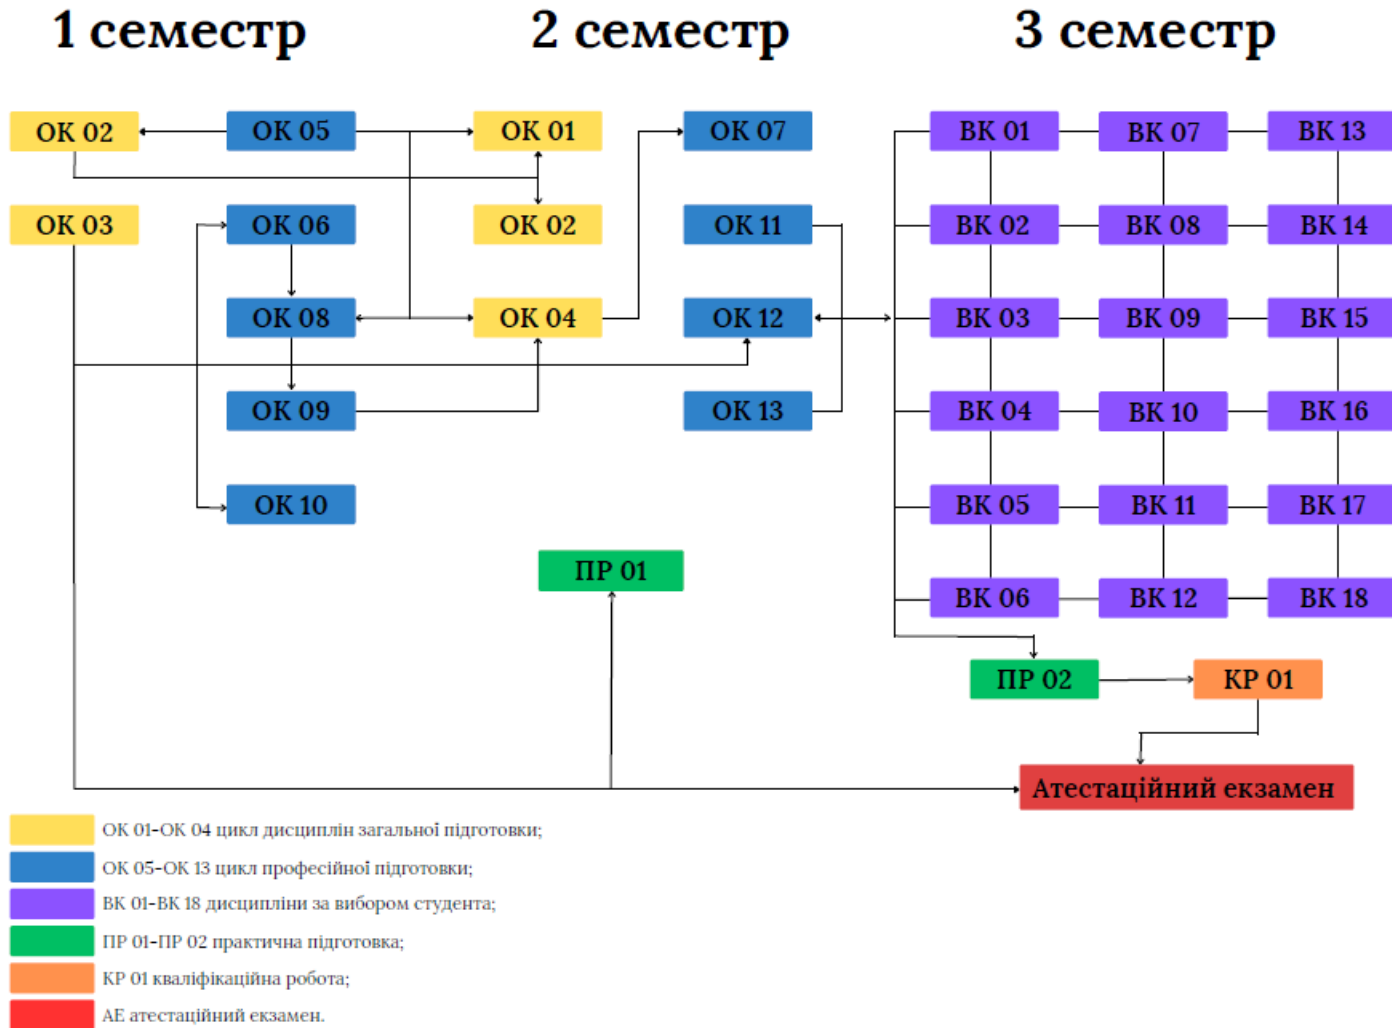 1 семестр 2 семестр 3 семестр
ОК 02 ОК 05 ОК 01 ОК 07 ВК 01 ВК 07 ВК 13
ОК 03 ОК 06 ОК 02 ОК 11 ВК 02 ВК 08 ВК 14
ОК 08 ОК 04 ОК 12 ВК 03 ВК 09 ВК 15
ОК 09 ОК 13 ВК 04 ВК 10 ВК 16
ОК 10 ВК 05 ВК 11 ВК 17
ПР 01 ВК 06 ВК 12 ВК 18
ПР 02 КР 01
Атестаційний екзамен
ОК 01-ОК 04 цикл дисциплін загальної підготовки;
ОК 05-ОК 13 цикл професійної підготовки;
ВК 01-ВК 18 дисципліни за вибором студента;
ПР 01-ПР 02 практична підготовка;
КР 01 кваліфікаційна робота;
АЕ атестаційний екзамен.